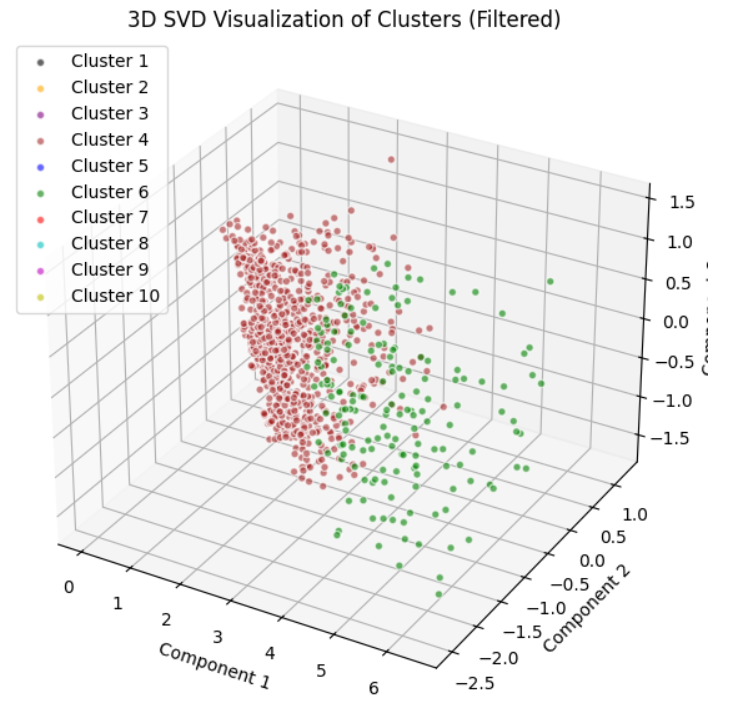 3D SVD Visualization of Clusters (Filtered)
Cluster 1
Cluster 2
Cluster 3
Cluster 4
Cluster 5
Cluster 6
Cluster 7
Cluster 8
Cluster 9
Cluster 10
1.5
1.0
0.5
0.0
−0.5
−1.0
−1.5
1.0
0.5
0.0
−0.5
−1.0
−1.5
−2.0
−2.5
Component 2
0
1
2
3
4
5
6
Component 1